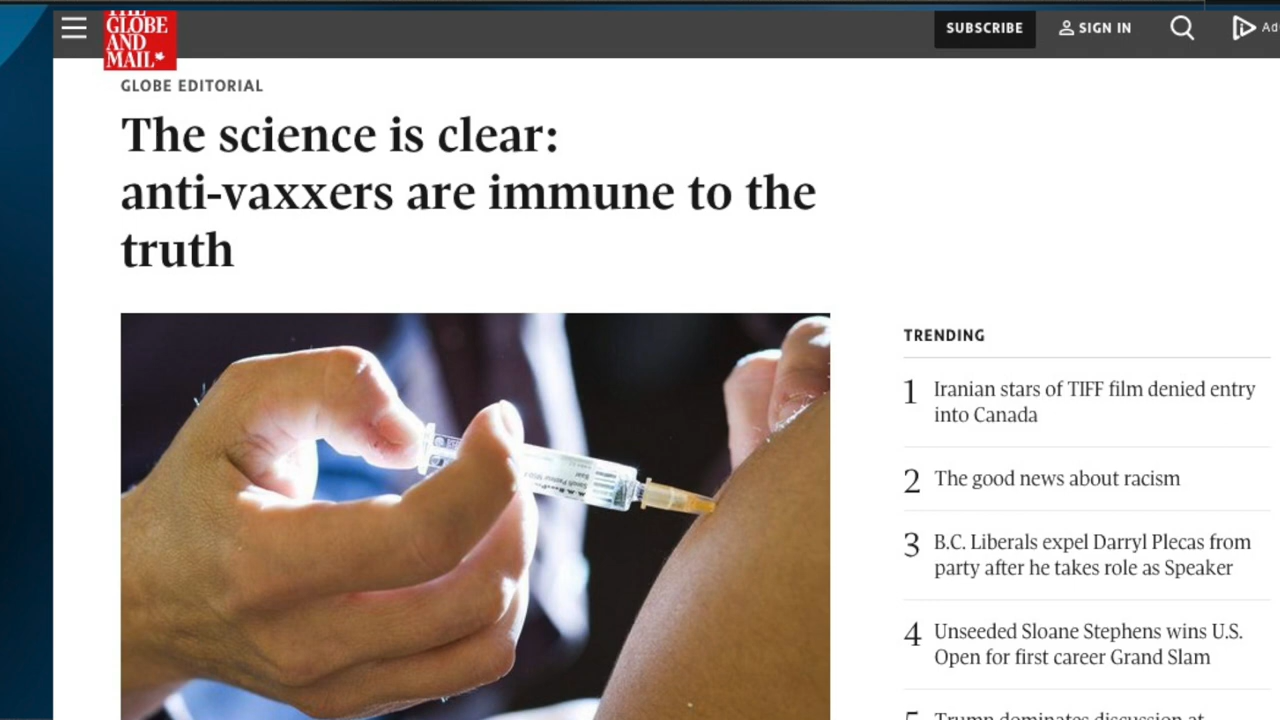 THE
GLOBE
AND
MAIL
SUBSCRIBE
SIGN IN
Ad
GLOBE EDITORIAL
The science is clear:
anti-vaxxers are immune to the
truth
TRENDING
1 Iranian stars of TIFF film denied entry
into Canada
2 The good news about racism
3 B.C. Liberals expel Darryl Plecas from
party after he takes role as Speaker
4 Unseeded Sloane Stephens wins U.S.
Open for first career Grand Slam
5 Trump dominates discussion at